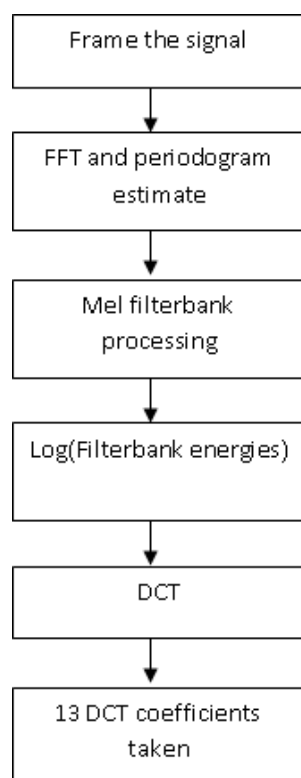 Frame the signal
FFT and periodogram
estimate
Mel filterbank
processing
Log(Filterbank energies)
DCT
13 DCT coefficients
taken